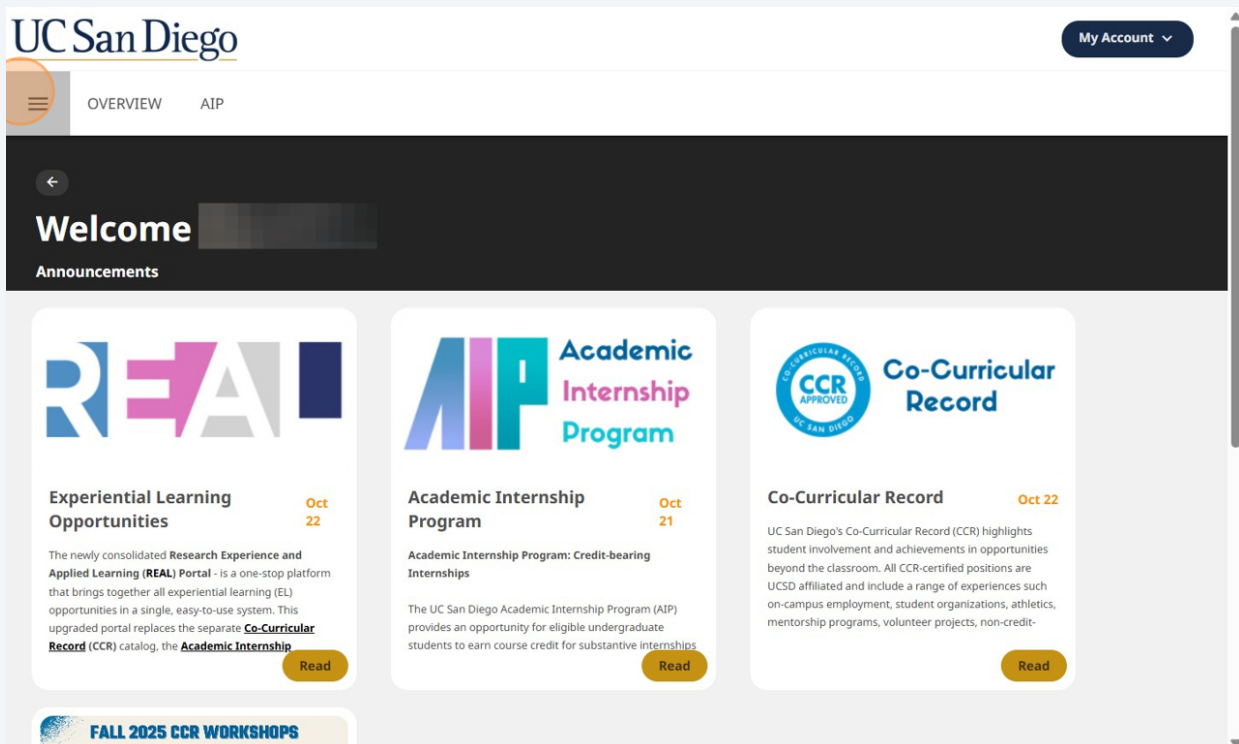 UC San Diego
My Account
OVERVIEW
AIP
Welcome
Announcements
REAL
Experiential Learning
Opportunities
Oct
22
The newly consolidated Research Experience and
Applied Learning (REAL) Portal - is a one-stop platform
that brings together all experiential learning (EL)
opportunities in a single, easy-to-use system. This
upgraded portal replaces the separate Co-Curricular
Record (CCR) catalog, the Academic Internship
Read
AIP
Academic
Internship
Program
Academic Internship
Program
Oct
21
Academic Internship Program: Credit-bearing
Internships
The UC San Diego Academic Internship Program (AIP)
provides an opportunity for eligible undergraduate
students to earn course credit for substantive internships
Read
CO-CURRICULAR RECORD
CCR
APPROVED
UC SAN DIEGO
Co-Curricular
Record
Co-Curricular Record
Oct 22
UC San Diego's Co-Curricular Record (CCR) highlights
student involvement and achievements in opportunities
beyond the classroom. All CCR-certified positions are
UCSD affiliated and include a range of experiences such
on-campus employment, student organizations, athletics,
mentorship programs, volunteer projects, non-credit-
Read
FALL 2025 CCR WORKSHOPS